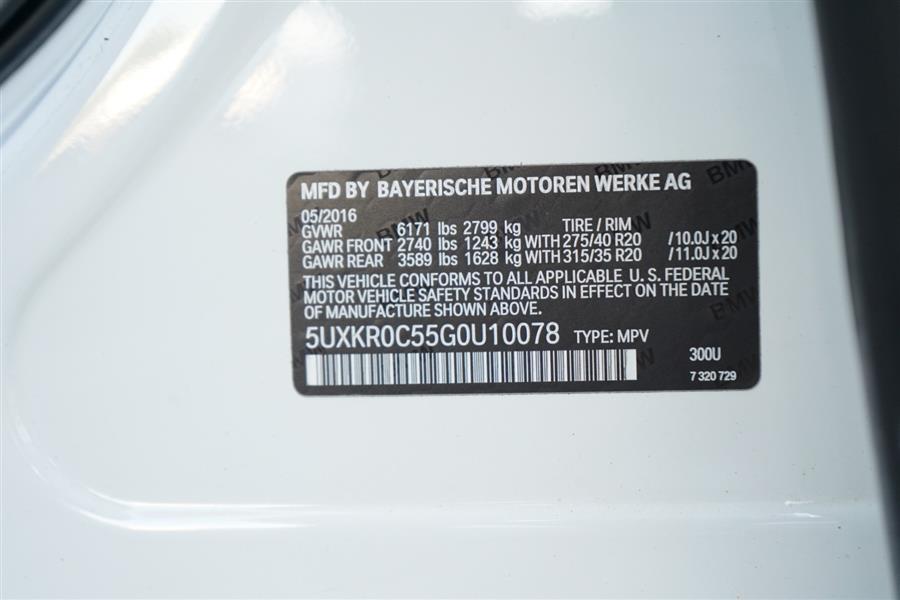 MFD BY BAYERISCHE MOTOREN WERKE AG
05/2016
GVWR 6171 lbs 2799 kg TIRE / RIM
GAWR FRONT 2740 lbs 1243 kg WITH 275/40 R20 /10.0J x 20
GAWR REAR 3589 lbs 1628 kg WITH 315/35 R20 /11.0J x 20
THIS VEHICLE CONFORMS TO ALL APPLICABLE U. S. FEDERAL
MOTOR VEHICLE SAFETY STANDARDS IN EFFECT ON THE DATE
OF MANUFACTURE SHOWN ABOVE.
5UXKR0C55G0U10078 TYPE: MPV
300U
7 320 729